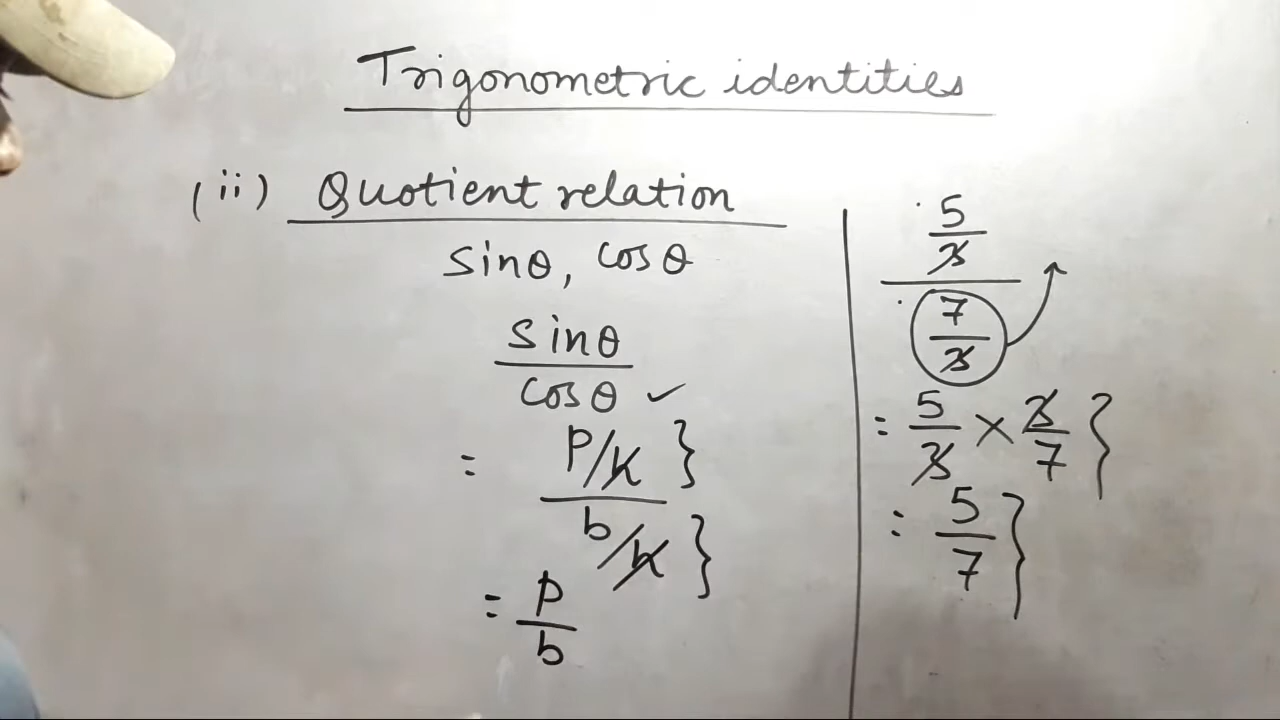 Trigonometric identities
(ii) Quotient relation
sinθ, cosθ
sinθ
cosθ ✓
= p/h }
b/h }
= p
b
5
3
7
3
= 5/3 × 3/7 }
= 5/7 }